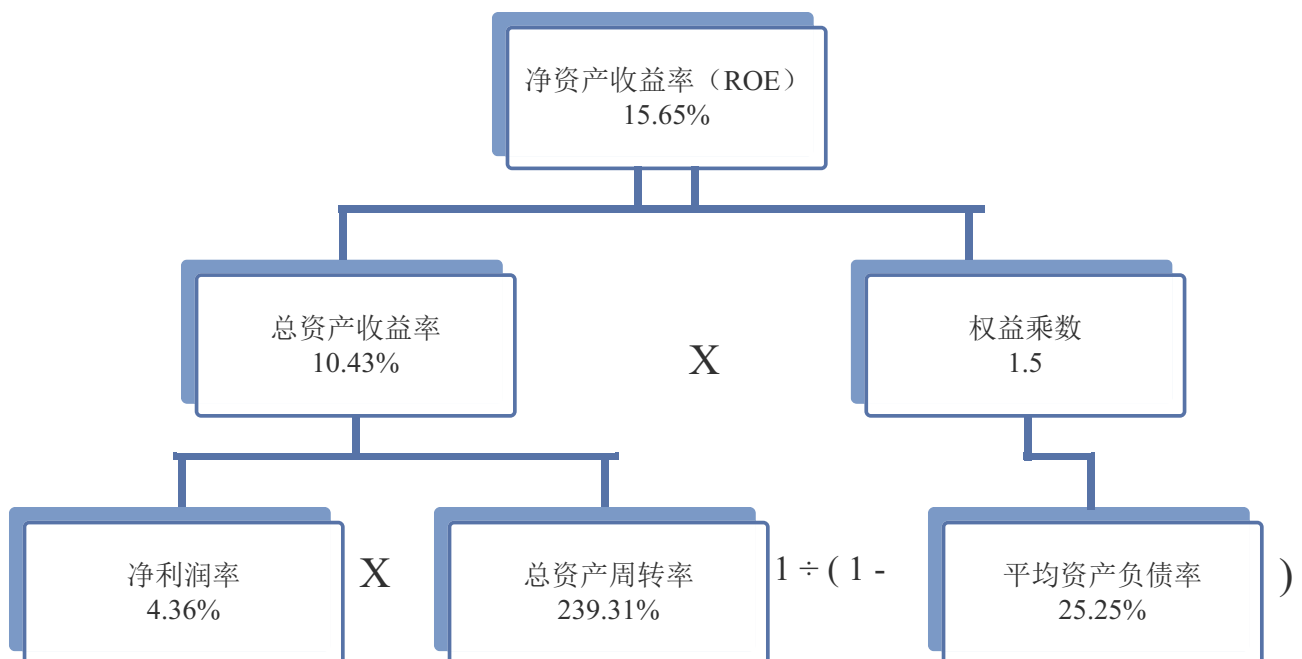 净资产收益率（ROE）
15.65%
总资产收益率
10.43%
X
权益乘数
1.5
净利润率
4.36%
X
总资产周转率
239.31%
1 ÷ ( 1 -
平均资产负债率
25.25%
)